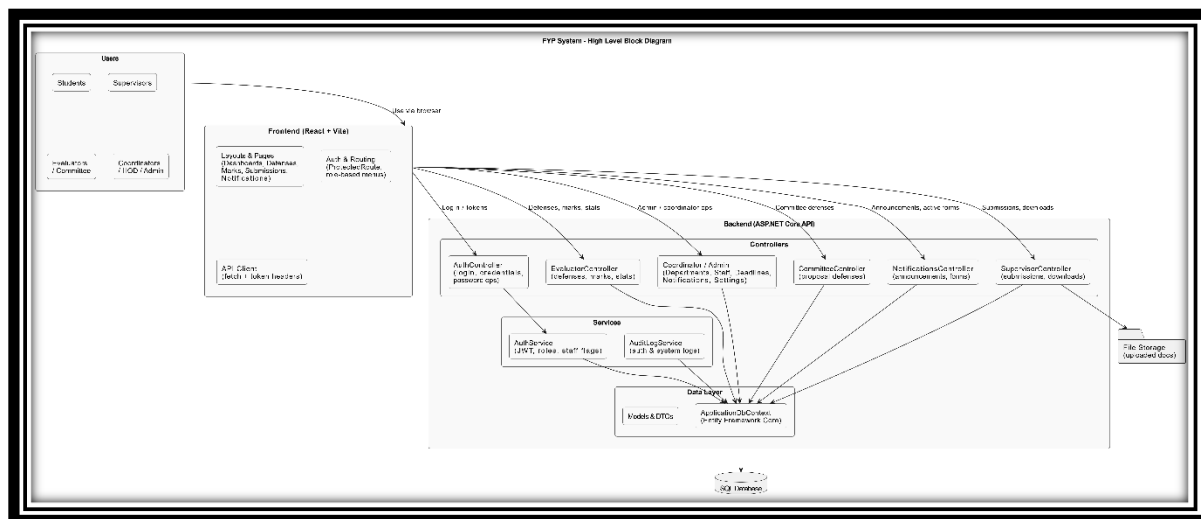 FYP System - High Level Block Diagram
Users
Students
Supervisors
Evaluators
/ Committee
Coordinators
/ HOD / Admin
Use via browser
Frontend (React + Vite)
Layouts & Pages
(Dashboards, Defenses,
Marks, Submissions,
Notifications)
Auth & Routing
(ProtectedRoute,
role-based menus)
API Client
(fetch + token headers)
Login + tokens
Defenses, marks, stats
Admin + coordinator ops
Committee defenses
Announcements, active forms
Submissions, downloads
Backend (ASP.NET Core API)
Controllers
AuthController
(login, credentials,
password ops)
EvaluatorController
(defenses, marks, stats)
Coordinator / Admin
(Departments, Staff, Deadlines,
Notifications, Settings)
CommitteeController
(proposal defenses)
NotificationsController
(announcements, forms)
SupervisorController
(submissions, downloads)
Services
AuthService
(JWT, roles, staff flags)
AuditLogService
(auth & system logs)
File Storage
(uploaded docs)
Data Layer
Models & DTOs
ApplicationDbContext
(Entity Framework Core)
SQL Database